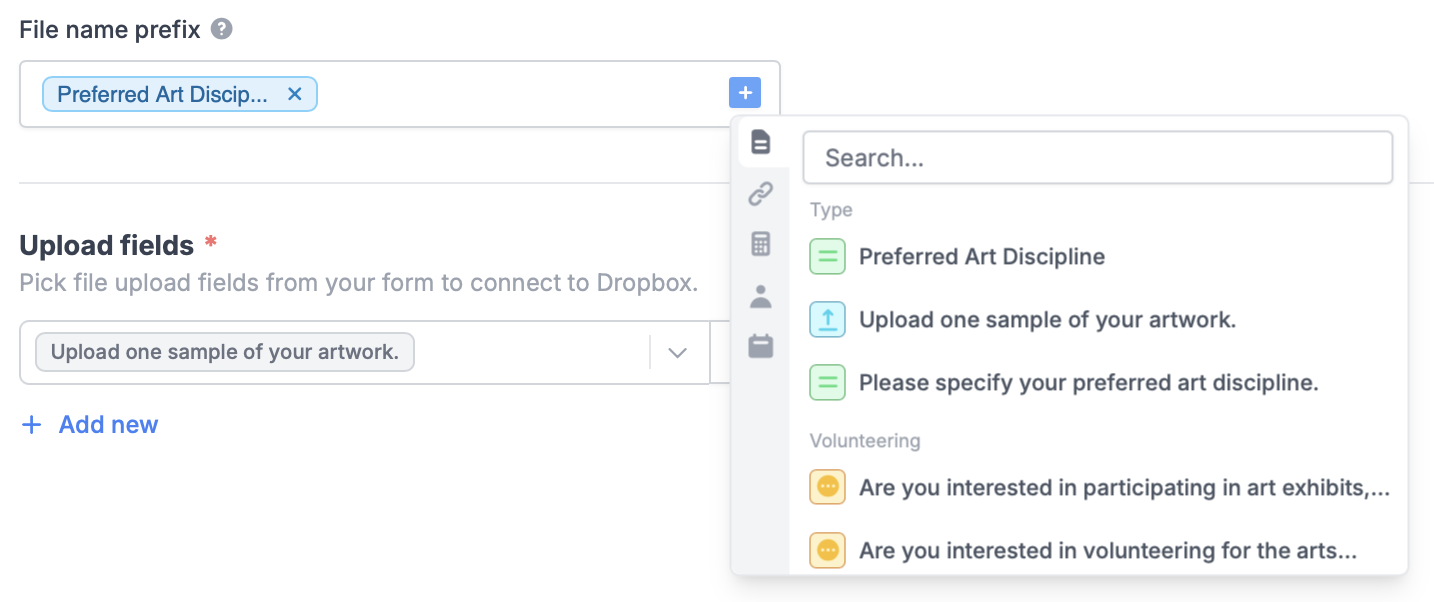 File name prefix ?
Preferred Art Discip... ×
+
Search...
Type
Preferred Art Discipline
Upload one sample of your artwork.
Please specify your preferred art discipline.
Volunteering
Are you interested in participating in art exhibits,...
Are you interested in volunteering for the arts...
Upload fields *
Pick file upload fields from your form to connect to Dropbox.
Upload one sample of your artwork.
+ Add new